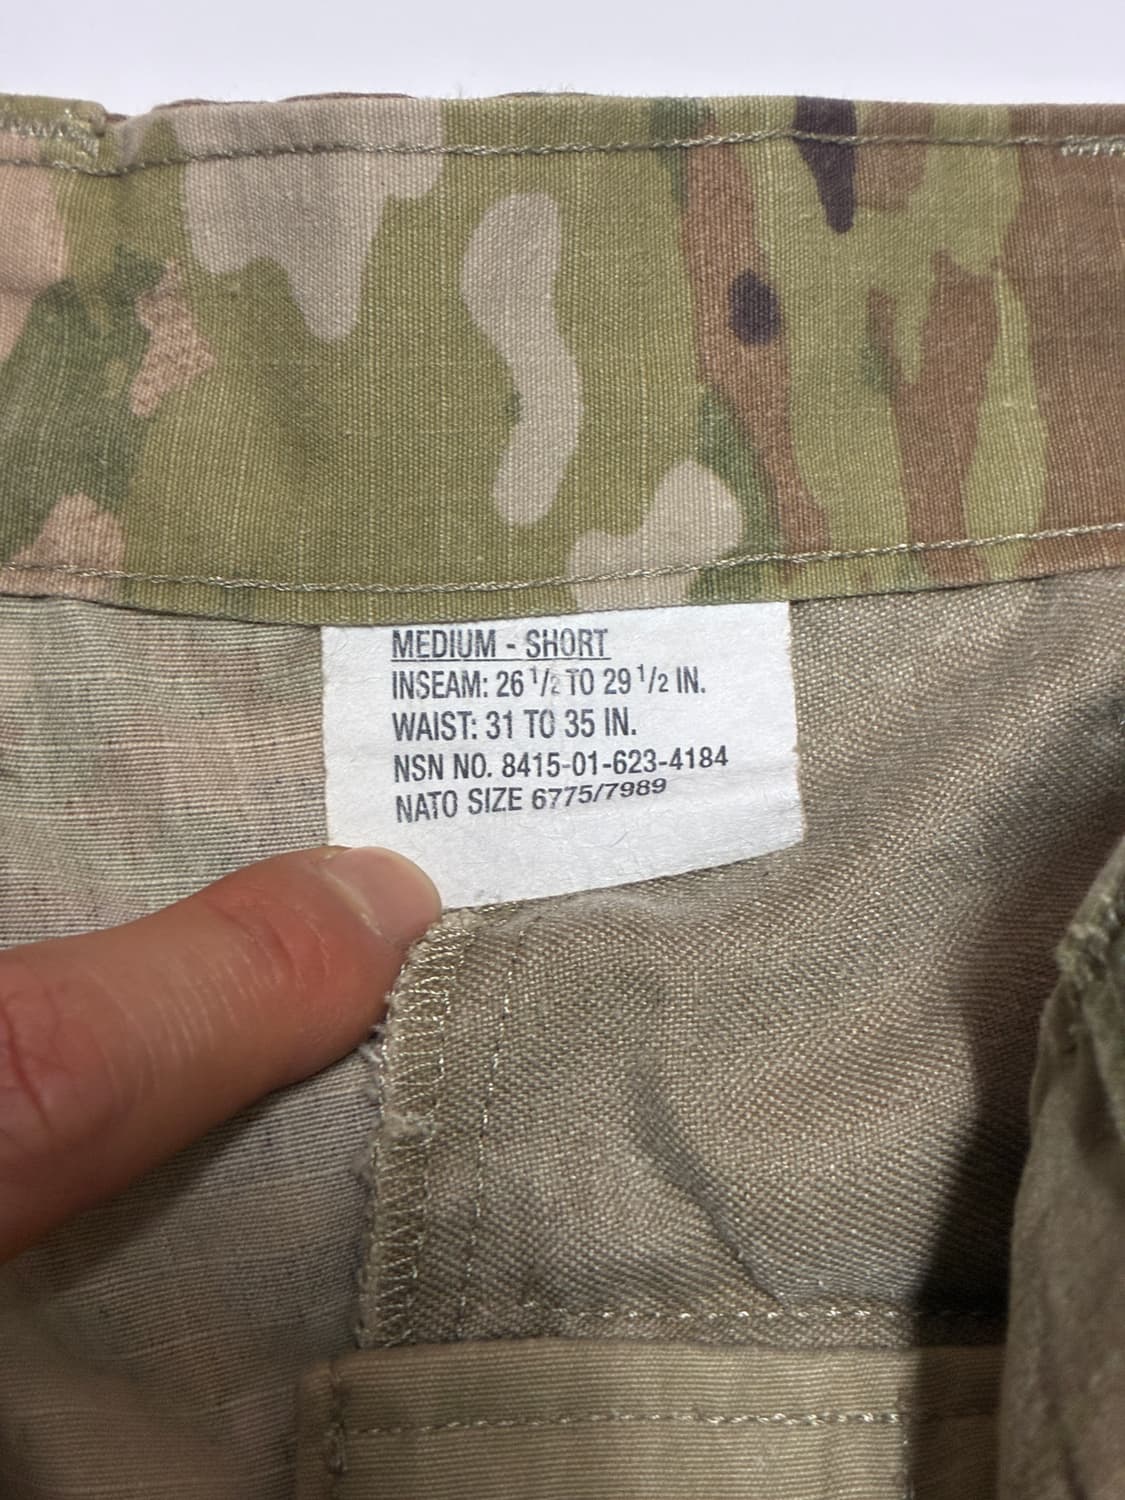 MEDIUM - SHORT
INSEAM: 26 1/2 TO 29 1/2 IN.
WAIST: 31 TO 35 IN.
NSN NO. 8415-01-623-4184
NATO SIZE 6775/7989